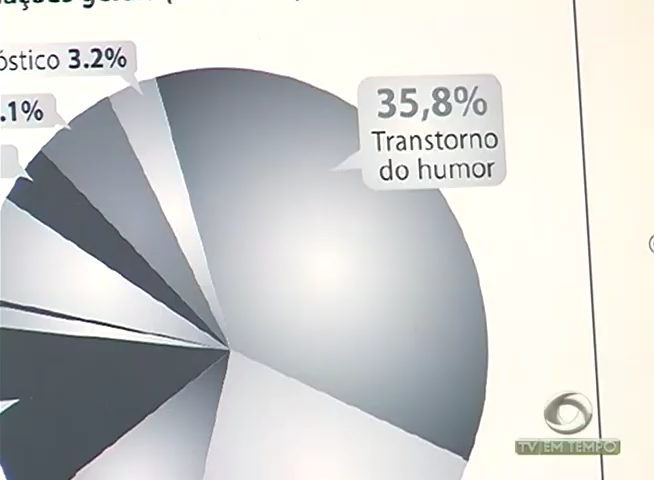 óstico 3.2%
.1%
35,8%
Transtorno
do humor
TV EM TEMPO